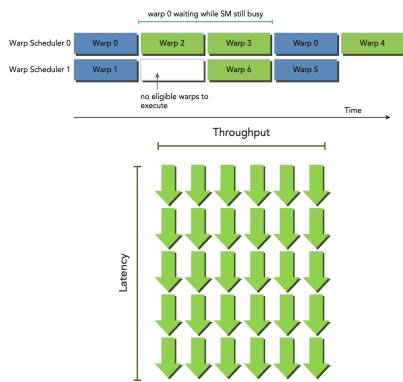 warp 0 waiting while SM still busy
Warp Scheduler 0 Warp 0 Warp 2 Warp 3 Warp 0 Warp 4
Warp Scheduler 1 Warp 1 Warp 6 Warp 5
no eligible warps to
execute
Time
Throughput
Latency